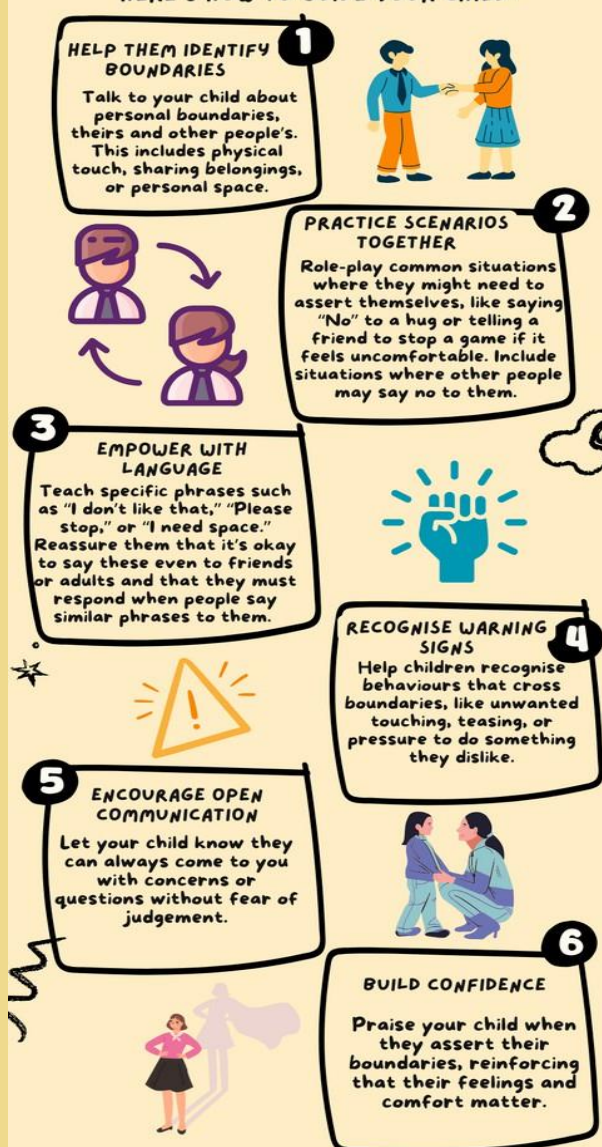 1
HELP THEM IDENTIFY
BOUNDARIES
Talk to your child about
personal boundaries,
theirs and other people's.
This includes physical
touch, sharing belongings,
or personal space.
2
PRACTICE SCENARIOS
TOGETHER
Role-play common situations
where they might need to
assert themselves, like saying
"No" to a hug or telling a
friend to stop a game if it
feels uncomfortable. Include
situations where other people
may say no to them.
3
EMPOWER WITH
LANGUAGE
Teach specific phrases such
as "I don't like that," "Please
stop," or "I need space."
Reassure them that it's okay
to say these even to friends
or adults and that they must
respond when people say
similar phrases to them.
4
RECOGNISE WARNING
SIGNS
Help children recognise
behaviours that cross
boundaries, like unwanted
touching, teasing, or
pressure to do something
they dislike.
5
ENCOURAGE OPEN
COMMUNICATION
Let your child know they
can always come to you
with concerns or
questions without fear of
judgement.
6
BUILD CONFIDENCE
Praise your child when
they assert their
boundaries, reinforcing
that their feelings and
comfort matter.